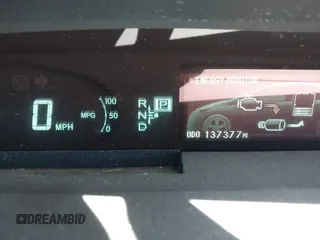 ENERGY MONITOR
100
R P
0 MPH
MPG 50
N
0
D
ODO 137377 MI
DREAMBID